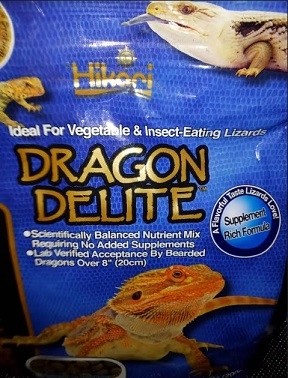 Hikari
Ideal For Vegetable & Insect-Eating Lizards
DRAGON
DELITE™
A Flavorful Taste Lizards Love!
Supplement
Rich Formula
●Scientifically Balanced Nutrient Mix
Requiring No Added Supplements
●Lab Verified Acceptance By Bearded
Dragons Over 8" (20cm)